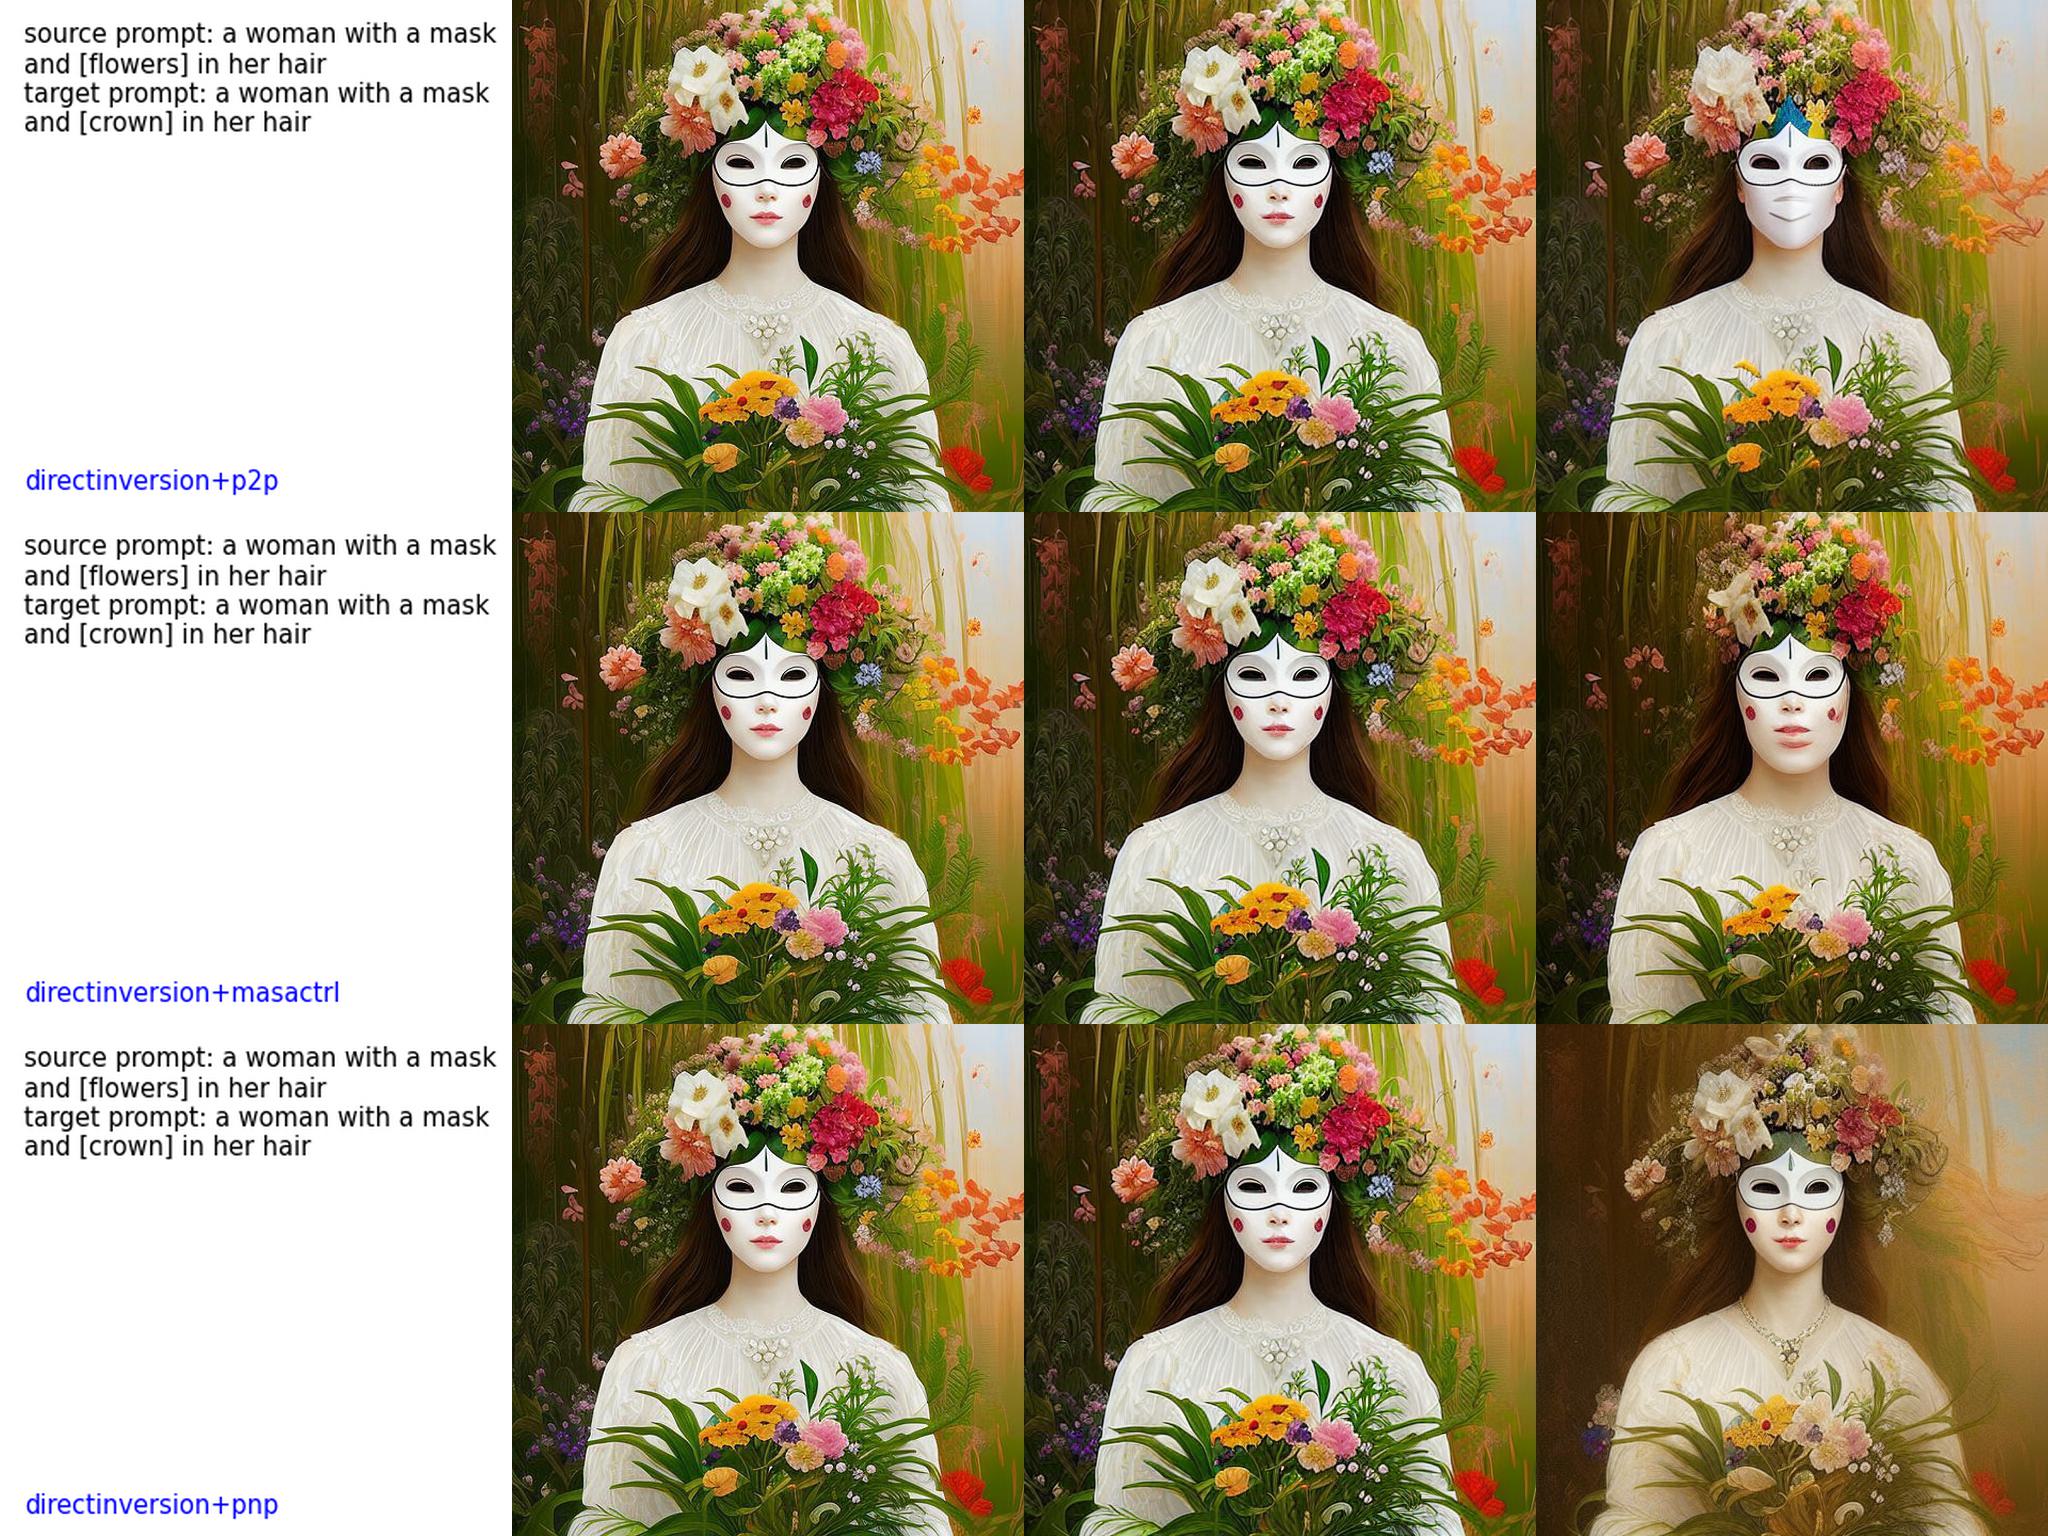 source prompt: a woman with a mask
and [flowers] in her hair
target prompt: a woman with a mask
and [crown] in her hair
directinversion+p2p
source prompt: a woman with a mask
and [flowers] in her hair
target prompt: a woman with a mask
and [crown] in her hair
directinversion+masactrl
source prompt: a woman with a mask
and [flowers] in her hair
target prompt: a woman with a mask
and [crown] in her hair
directinversion+pnp